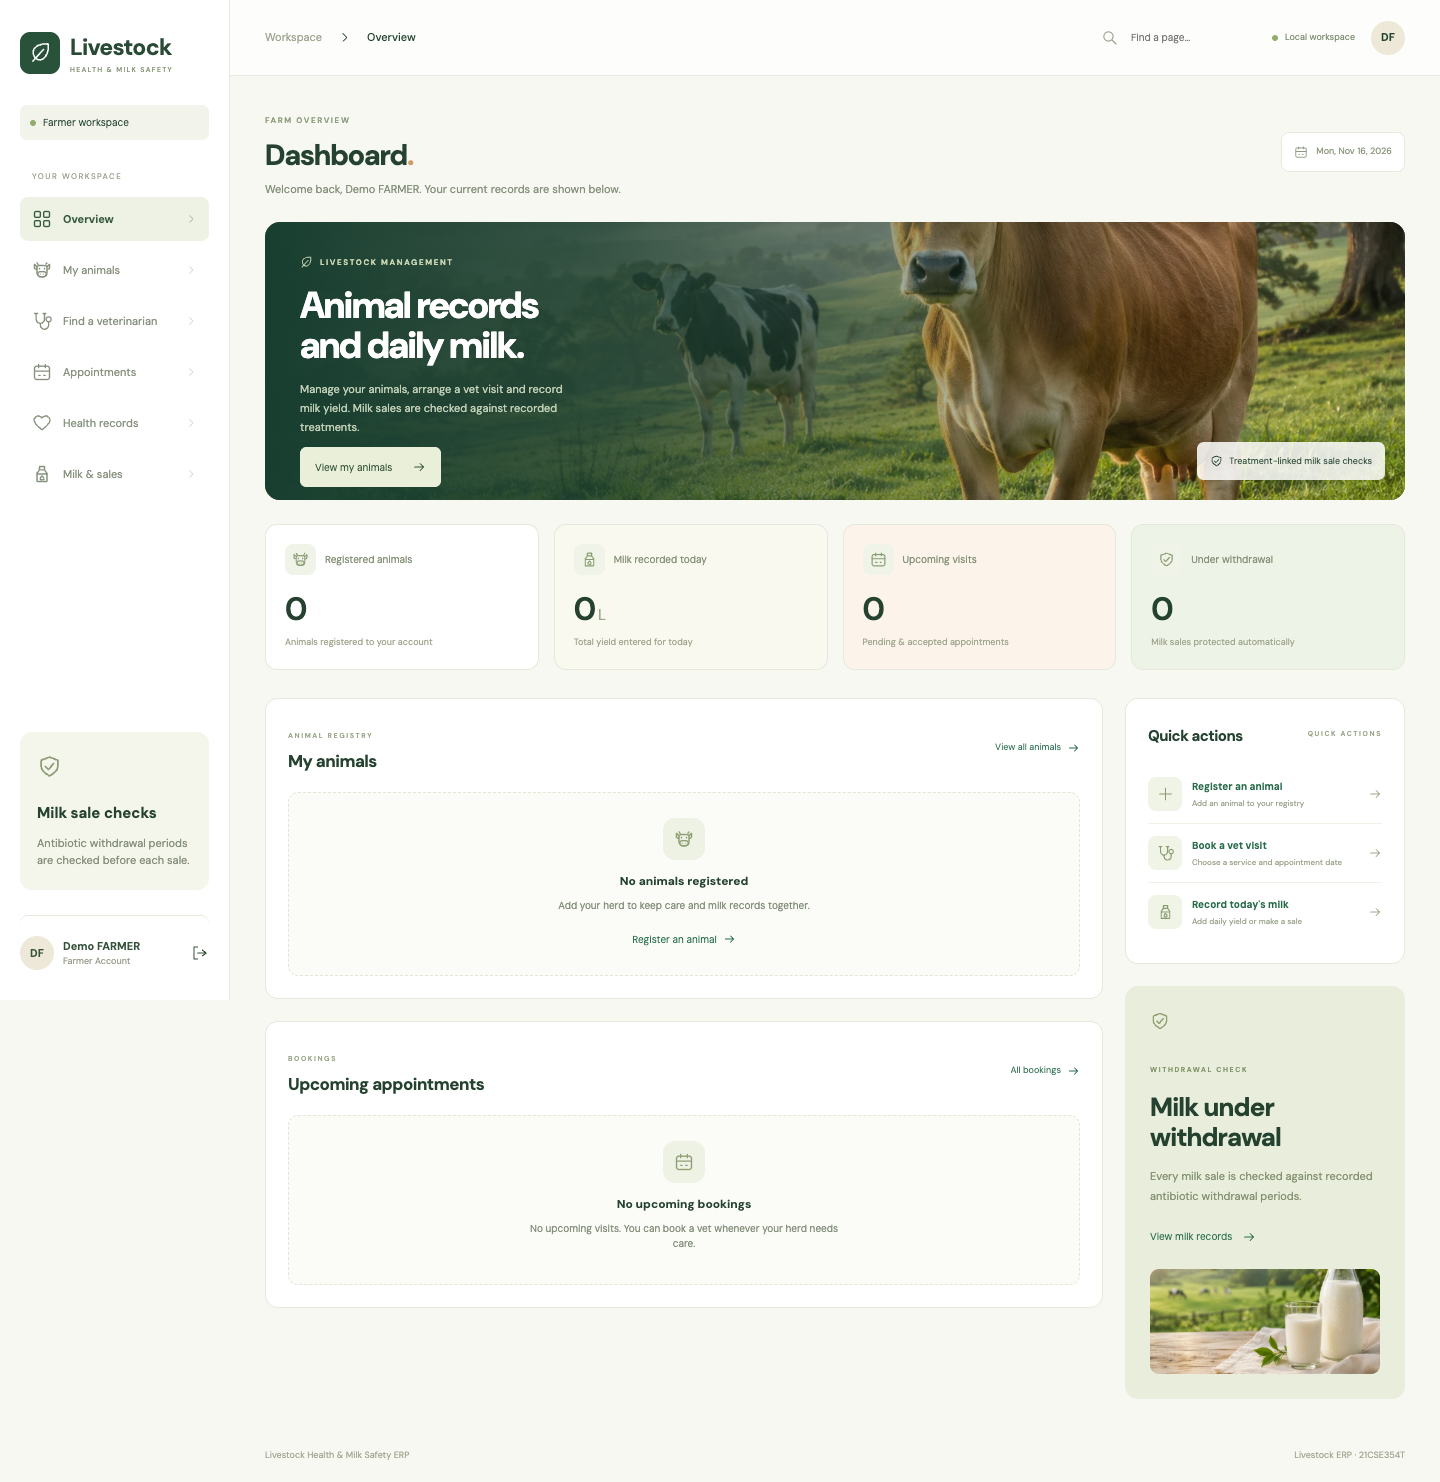 Livestock
HEALTH & MILK SAFETY
Farmer workspace
YOUR WORKSPACE
Overview
My animals
Find a veterinarian
Appointments
Health records
Milk & sales
Milk sale checks
Antibiotic withdrawal periods
are checked before each sale.
DF
Demo FARMER
Farmer Account
Workspace
Overview
Find a page...
Local workspace
DF
FARM OVERVIEW
Dashboard.
Welcome back, Demo FARMER. Your current records are shown below.
Mon, Nov 16, 2026
LIVESTOCK MANAGEMENT
Animal records
and daily milk.
Manage your animals, arrange a vet visit and record
milk yield. Milk sales are checked against recorded
treatments.
View my animals
Treatment-linked milk sale checks
Registered animals
0
Animals registered to your account
Milk recorded today
0 L
Total yield entered for today
Upcoming visits
0
Pending & accepted appointments
Under withdrawal
0
Milk sales protected automatically
ANIMAL REGISTRY
My animals
View all animals
No animals registered
Add your herd to keep care and milk records together.
Register an animal
BOOKINGS
Upcoming appointments
All bookings
No upcoming bookings
No upcoming visits. You can book a vet whenever your herd needs
care.
Quick actions
QUICK ACTIONS
Register an animal
Add an animal to your registry
Book a vet visit
Choose a service and appointment date
Record today's milk
Add daily yield or make a sale
WITHDRAWAL CHECK
Milk under
withdrawal
Every milk sale is checked against recorded
antibiotic withdrawal periods.
View milk records
Livestock Health & Milk Safety ERP
Livestock ERP · 21CSE354T